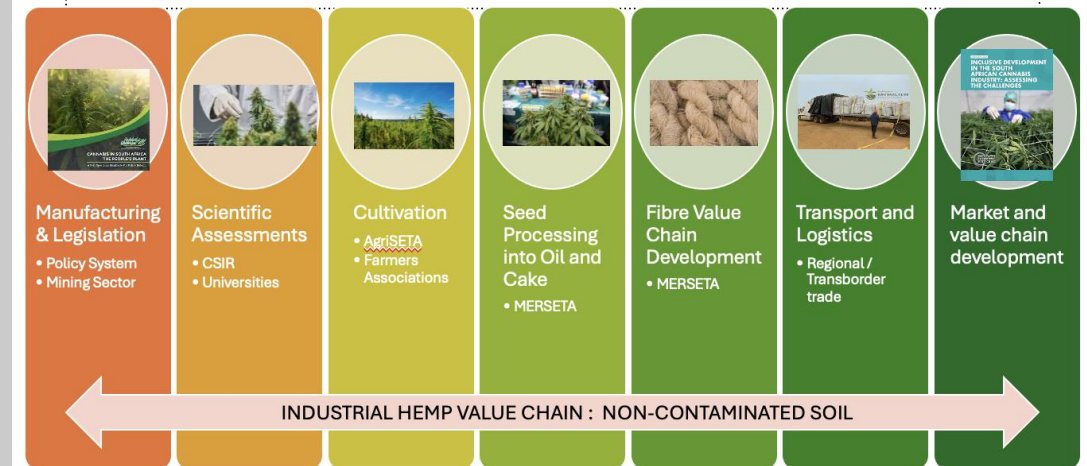 CANNABIS IN SOUTH AFRICA
THE PEOPLE'S PLANT
Manufacturing
& Legislation
• Policy System
• Mining Sector
Scientific
Assessments
• CSIR
• Universities
Cultivation
• AgriSETA
• Farmers
Associations
Seed
Processing
into Oil and
Cake
• MERSETA
Fibre Value
Chain
Development
• MERSETA
Transport and
Logistics
• Regional /
Transborder
trade
INCLUSIVE DEVELOPMENT
IN THE SOUTH
AFRICAN CANNABIS
INDUSTRY: ASSESSING
THE CHALLENGES
Market and
value chain
development
INDUSTRIAL HEMP VALUE CHAIN : NON-CONTAMINATED SOIL